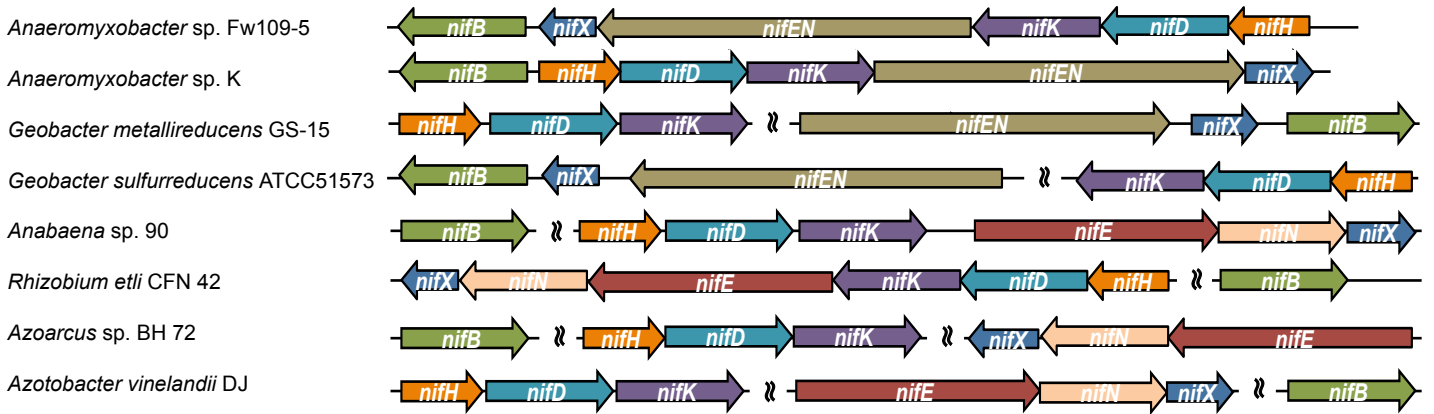 Anaeromyxobacter sp. Fw109-5 nifB nifX nifEN nifK nifD nifH
Anaeromyxobacter sp. K nifB nifH nifD nifK nifEN nifX
Geobacter metallireducens GS-15 nifH nifD nifK nifEN nifX nifB
Geobacter sulfurreducens ATCC51573 nifB nifX nifEN nifK nifD nifH
Anabaena sp. 90 nifB nifH nifD nifK nifE nifN nifX
Rhizobium etli CFN 42 nifX nifN nifE nifK nifD nifH nifB
Azoarcus sp. BH 72 nifB nifH nifD nifK nifX nifN nifE
Azotobacter vinelandii DJ nifH nifD nifK nifE nifN nifX nifB